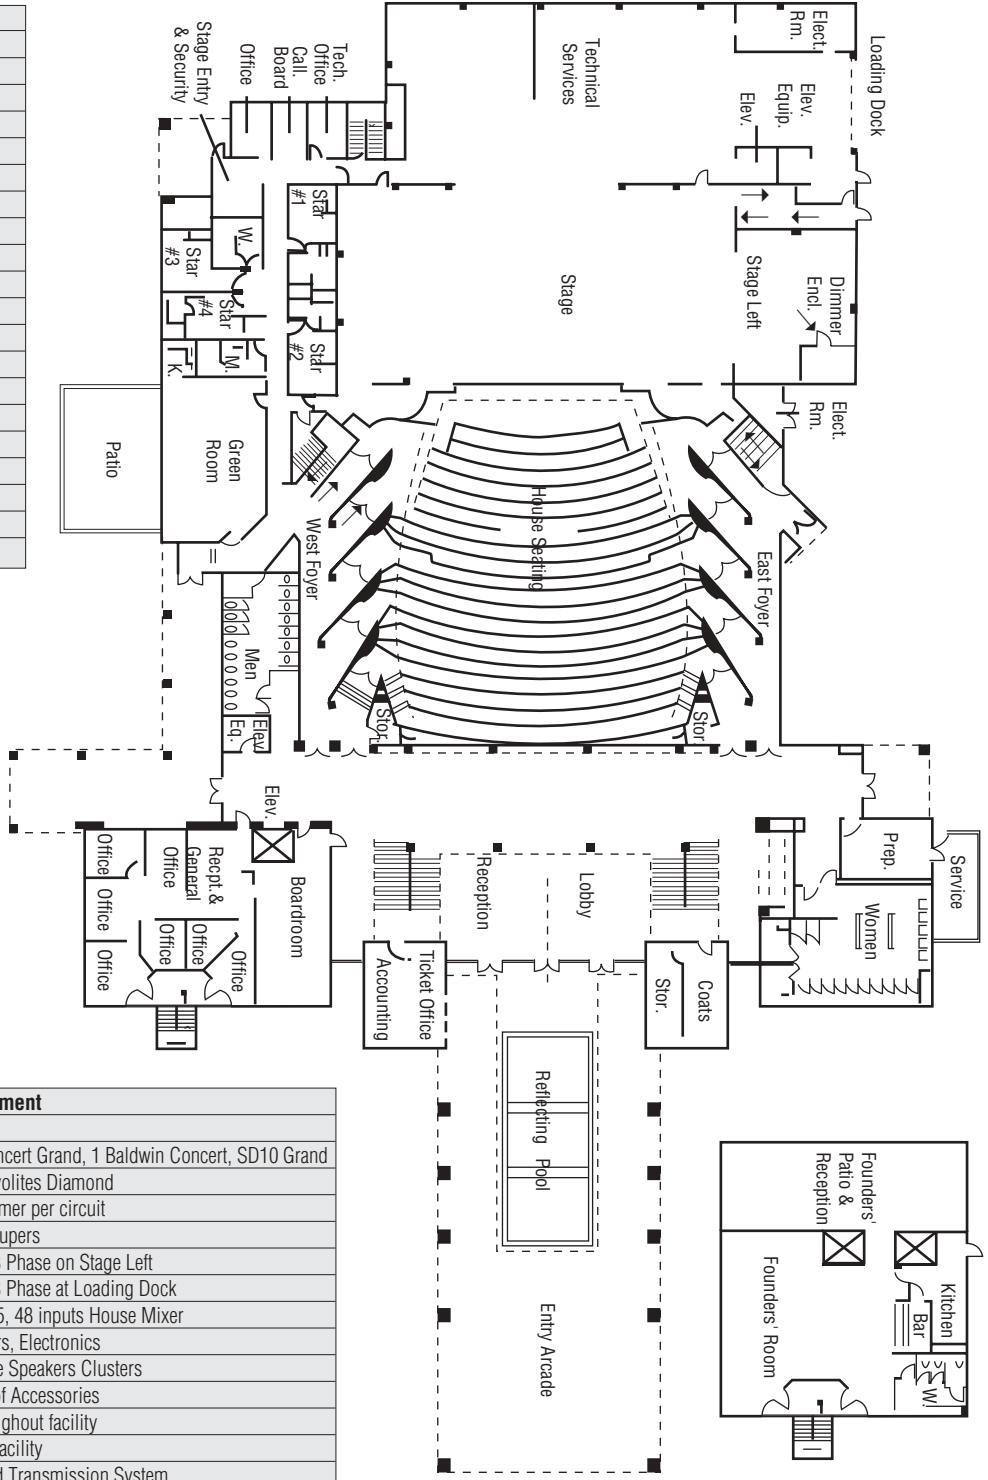 Loading Dock
Elect.
Rm.
Technical
Services
Elev.
Equip.
Elev.
Stage Entry
& Security
Office
Call.
Board
Tech.
Office
Star
#1
W.
Star
#3
Star
#4
Star
#2
M.
K.
Stage
Stage Left
Dimmer
Encl.
Elect.
Rm.
Patio
Green
Room
West Foyer
House Seating
East Foyer
Men
Elev.
Eq.
Stor.
Stor.
Elev.
Office
Office
Office
Recpt.&
General
Office
Office
Office
Office
Boardroom
Reception
Lobby
Prep.
Service
Women
Ticket Office
Accounting
Coats
Stor.
Reflecting Pool
Entry Arcade
Founders'
Patio &
Reception
Founders' Room
Kitchen
Bar
W.
ment
ncert Grand, 1 Baldwin Concert, SD10 Grand
volites Diamond
mer per circuit
upers
Phase on Stage Left
Phase at Loading Dock
5, 48 inputs House Mixer
rs, Electronics
e Speakers Clusters
of Accessories
ghout facility
acility
d Transmission System